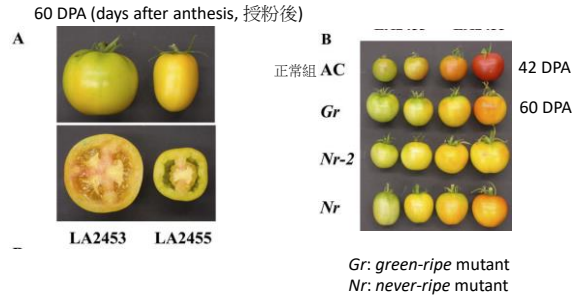 60 DPA (days after anthesis, 授粉後)
A
LA2453 LA2455
B
正常組 AC 42 DPA
Gr 60 DPA
Nr-2
Nr
Gr: green-ripe mutant
Nr: never-ripe mutant